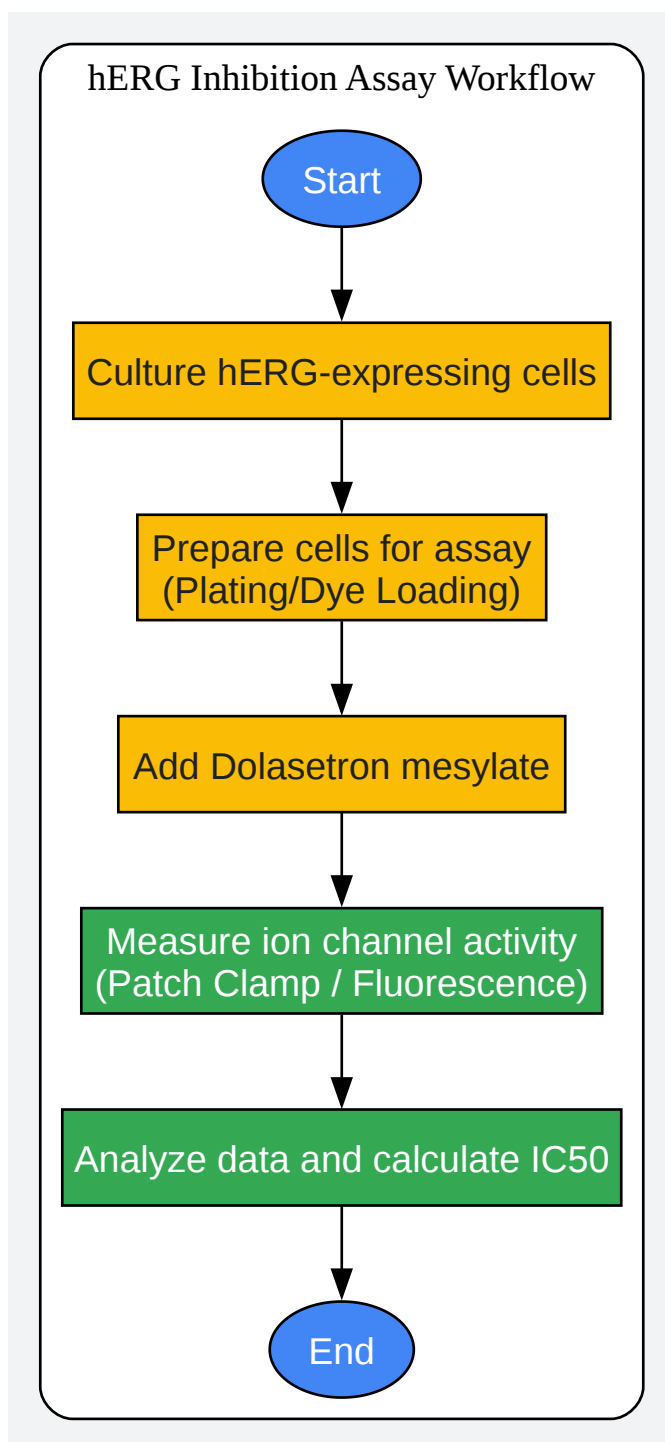 hERG Inhibition Assay Workflow
Start
Culture hERG-expressing cells
Prepare cells for assay
(Plating/Dye Loading)
Add Dolasetron mesylate
Measure ion channel activity
(Patch Clamp / Fluorescence)
Analyze data and calculate IC50
End